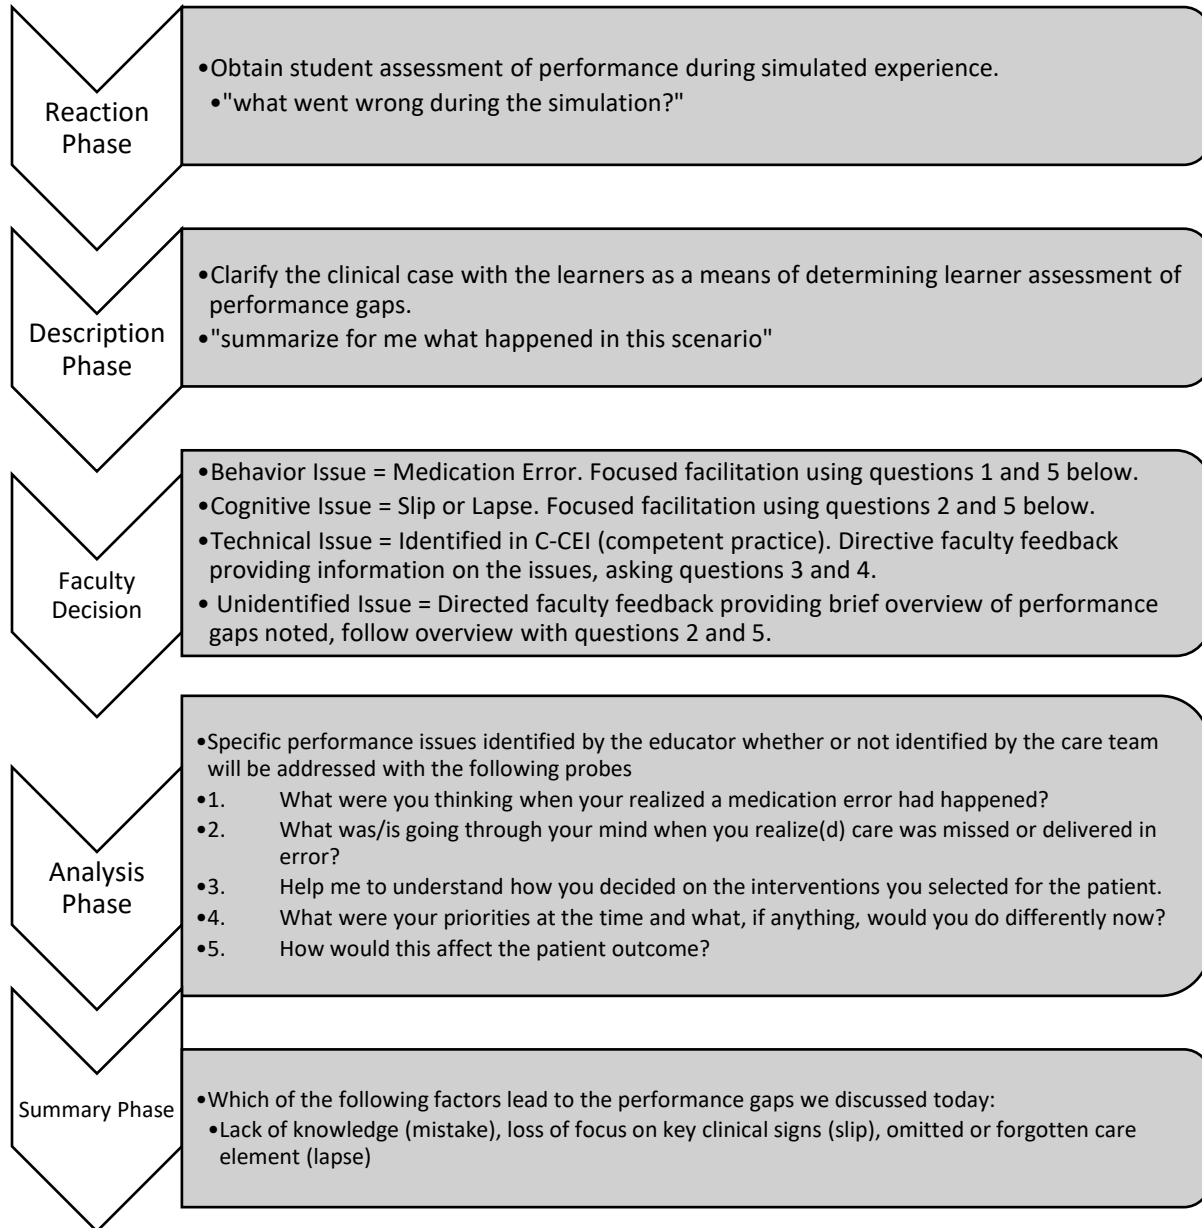 Reaction
Phase
•Obtain student assessment of performance during simulated experience.
•"what went wrong during the simulation?"
Description
Phase
•Clarify the clinical case with the learners as a means of determining learner assessment of
performance gaps.
•"summarize for me what happened in this scenario"
Faculty
Decision
•Behavior Issue = Medication Error. Focused facilitation using questions 1 and 5 below.
•Cognitive Issue = Slip or Lapse. Focused facilitation using questions 2 and 5 below.
•Technical Issue = Identified in C-CEI (competent practice). Directive faculty feedback
providing information on the issues, asking questions 3 and 4.
• Unidentified Issue = Directed faculty feedback providing brief overview of performance
gaps noted, follow overview with questions 2 and 5.
Analysis
Phase
•Specific performance issues identified by the educator whether or not identified by the care team
will be addressed with the following probes
•1. What were you thinking when your realized a medication error had happened?
•2. What was/is going through your mind when you realize(d) care was missed or delivered in
error?
•3. Help me to understand how you decided on the interventions you selected for the patient.
•4. What were your priorities at the time and what, if anything, would you do differently now?
•5. How would this affect the patient outcome?
Summary Phase
•Which of the following factors lead to the performance gaps we discussed today:
•Lack of knowledge (mistake), loss of focus on key clinical signs (slip), omitted or forgotten care
element (lapse)